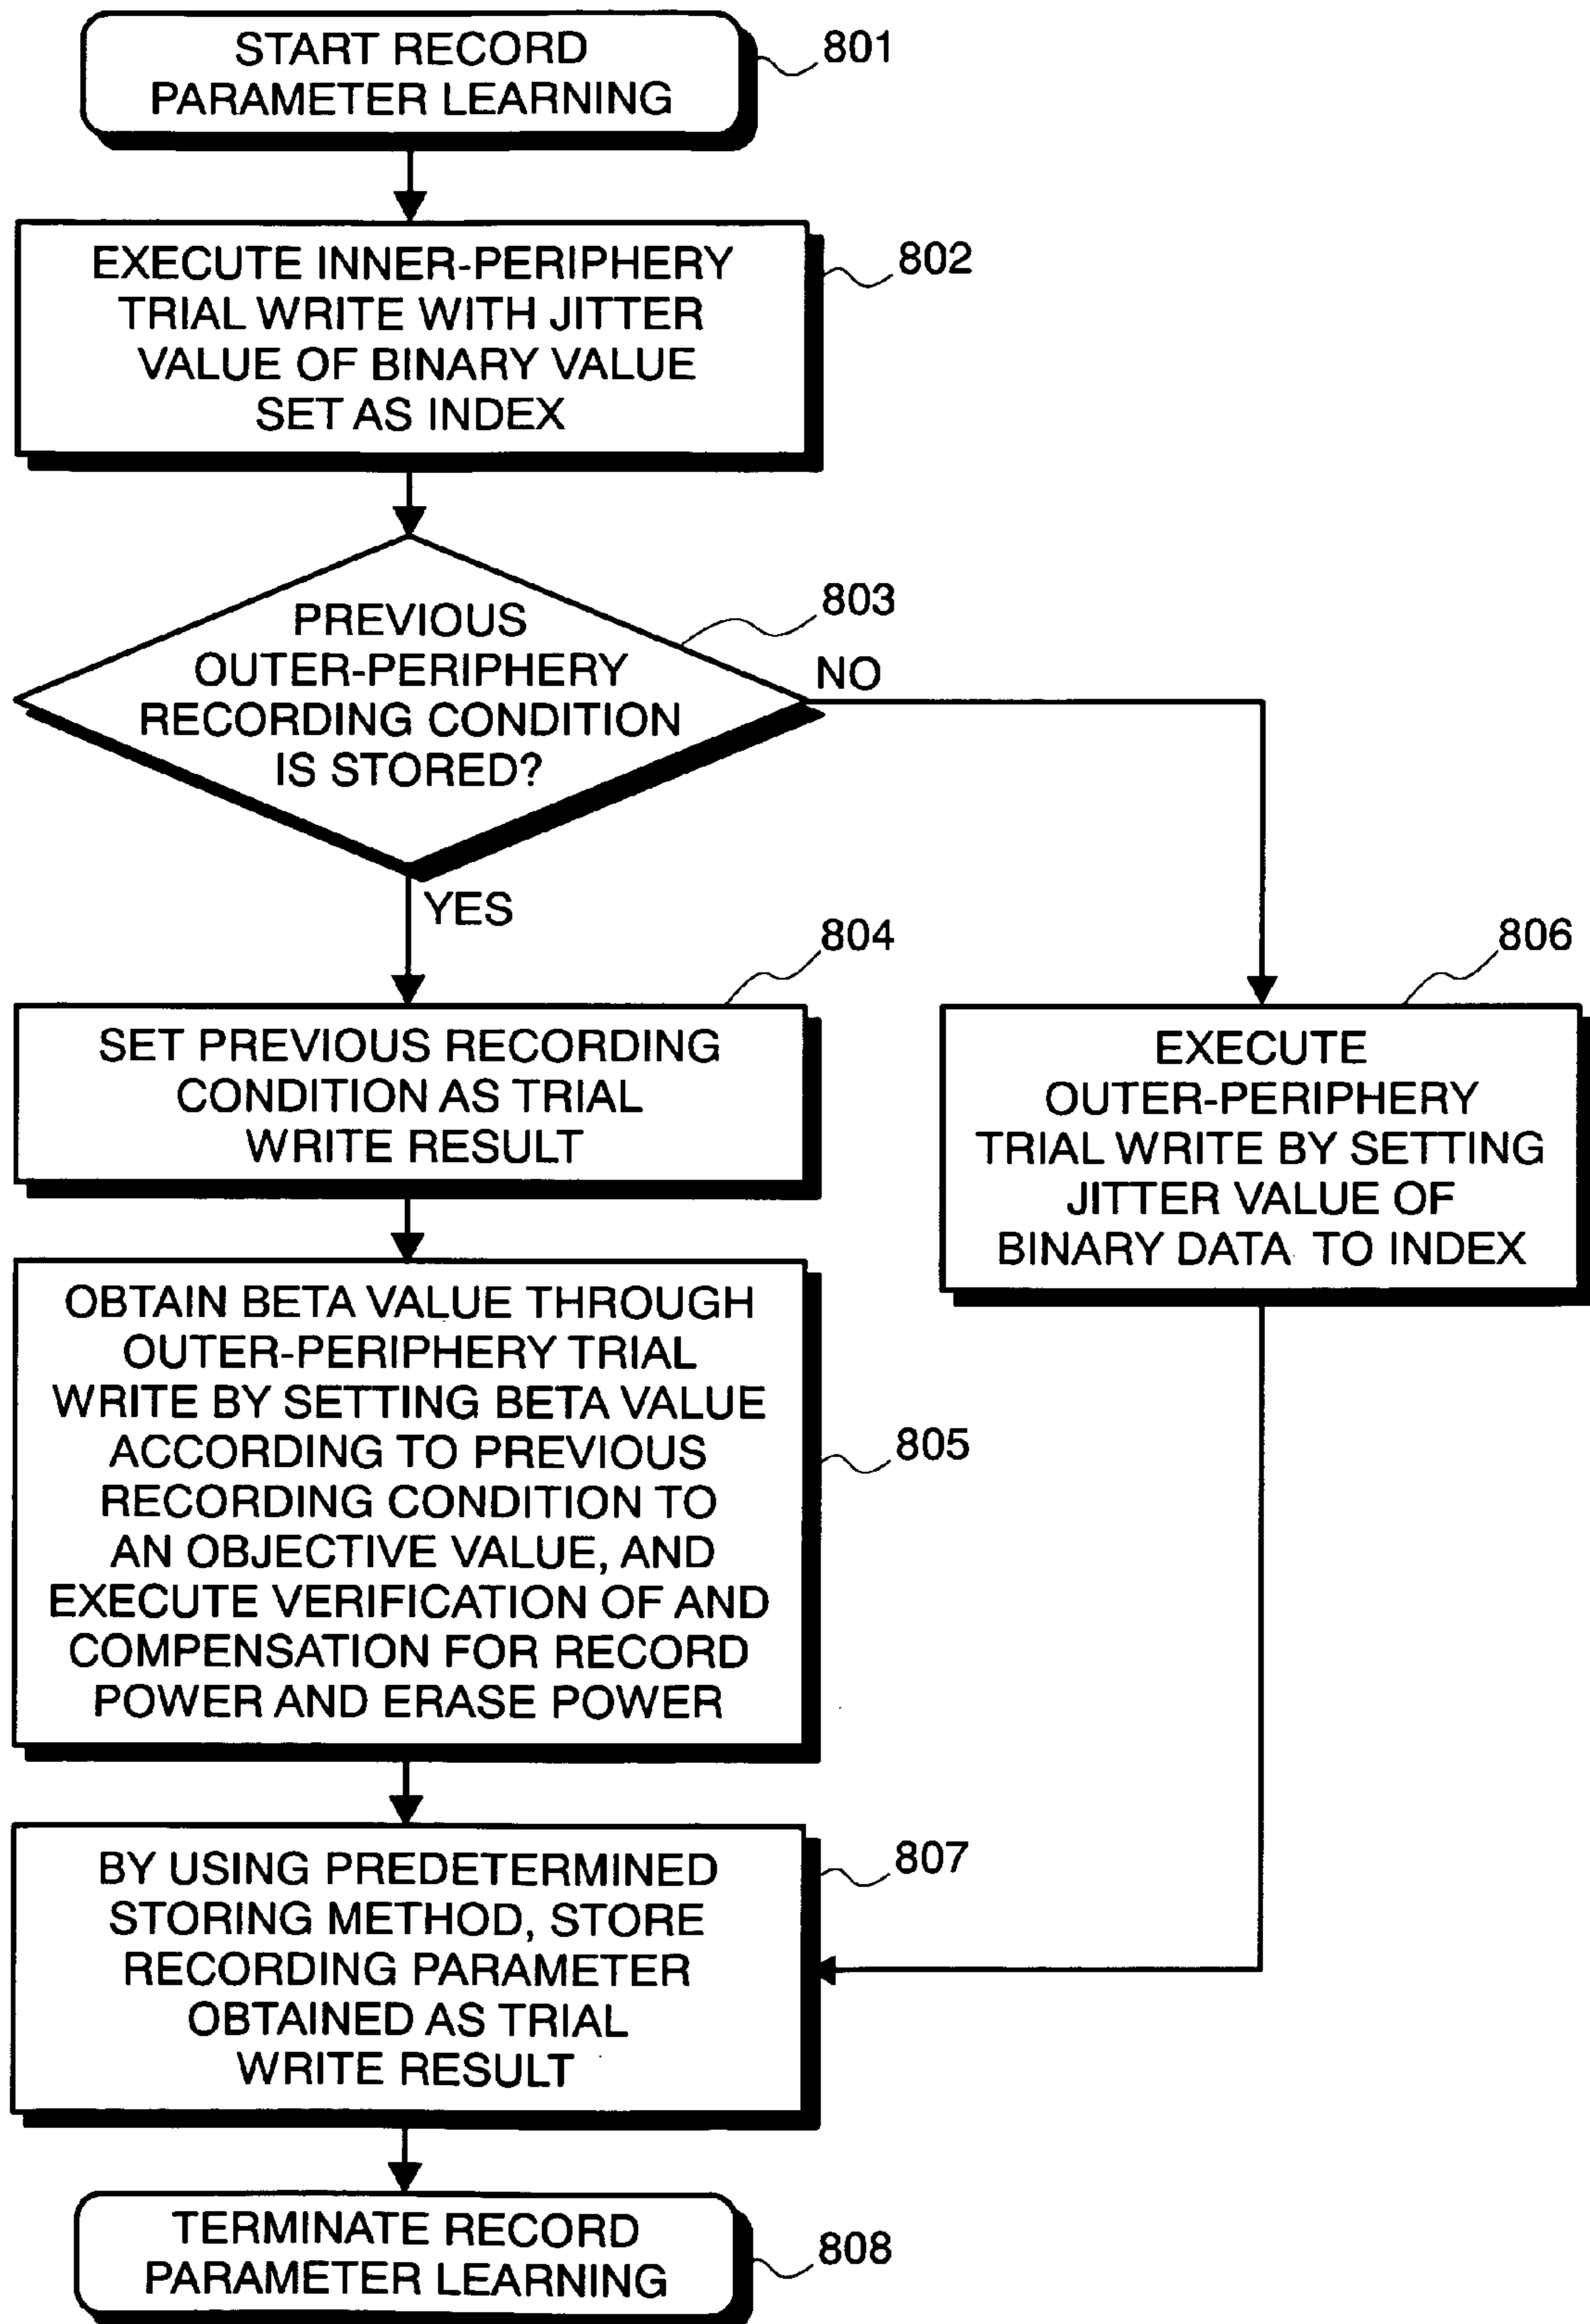 START RECORD
PARAMETER LEARNING
801
EXECUTE INNER-PERIPHERY
TRIAL WRITE WITH JITTER
VALUE OF BINARY VALUE
SET AS INDEX
802
PREVIOUS
OUTER-PERIPHERY
RECORDING CONDITION
IS STORED?
803
NO
YES
804
SET PREVIOUS RECORDING
CONDITION AS TRIAL
WRITE RESULT
806
EXECUTE
OUTER-PERIPHERY
TRIAL WRITE BY SETTING
JITTER VALUE OF
BINARY DATA TO INDEX
OBTAIN BETA VALUE THROUGH
OUTER-PERIPHERY TRIAL
WRITE BY SETTING BETA VALUE
ACCORDING TO PREVIOUS
RECORDING CONDITION TO
AN OBJECTIVE VALUE, AND
EXECUTE VERIFICATION OF AND
COMPENSATION FOR RECORD
POWER AND ERASE POWER
805
BY USING PREDETERMINED
STORING METHOD, STORE
RECORDING PARAMETER
OBTAINED AS TRIAL
WRITE RESULT
807
TERMINATE RECORD
PARAMETER LEARNING
808